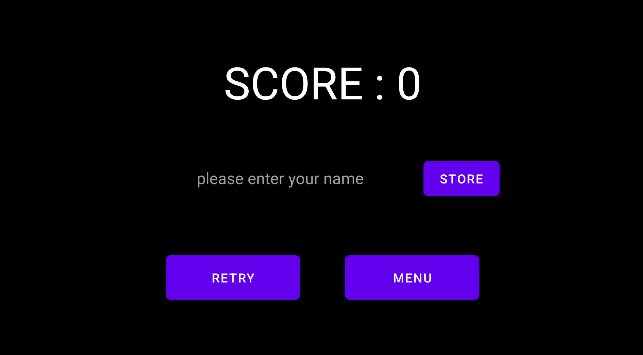 SCORE : 0
please enter your name
STORE
RETRY
MENU